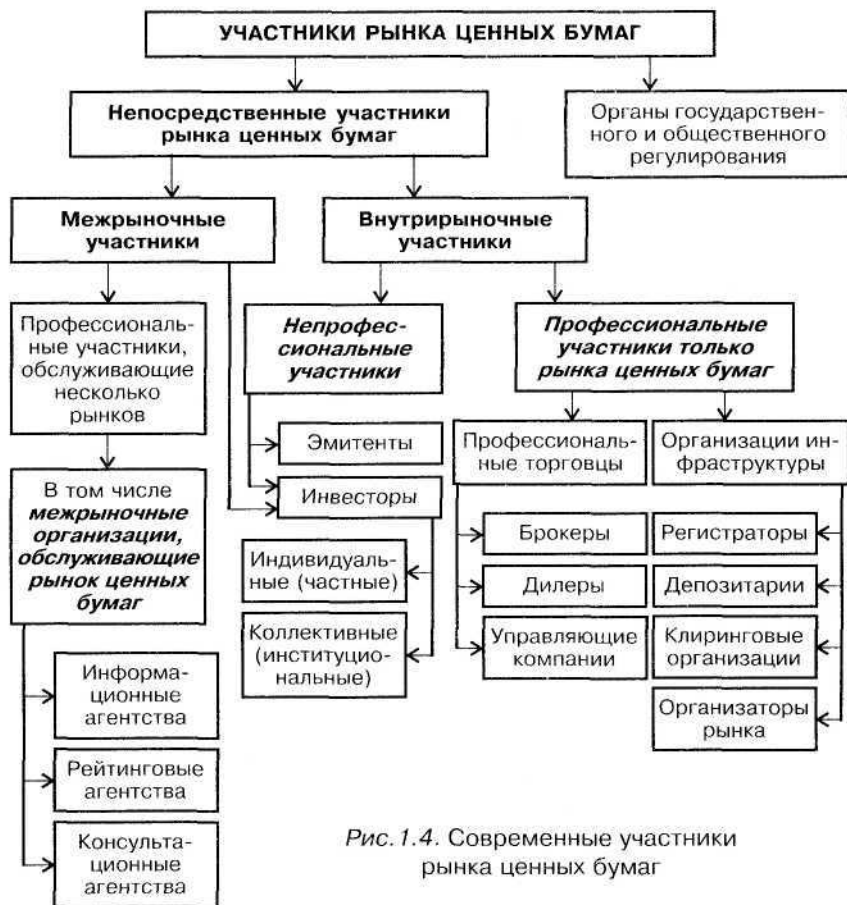 УЧАСТНИКИ РЫНКА ЦЕННЫХ БУМАГ
Непосредственные участники
рынка ценных бумаг
Органы государствен-
ного и общественного
регулирования
Межрыночные
участники
Внутрирыночные
участники
Профессиональ-
ные участники,
обслуживающие
несколько
рынков
Непрофес-
сиональные
участники
Профессиональные
участники только
рынка ценных бумаг
Эмитенты
Инвесторы
Индивидуаль-
ные (частные)
Коллективные
(институцио-
нальные)
Профессиональ-
ные торговцы
Брокеры
Дилеры
Управляющие
компании
Организации ин-
фраструктуры
Регистраторы
Депозитарии
Клиринговые
организации
Организаторы
рынка
В том числе
межрыночные
организации,
обслуживающие
рынок ценных
бумаг
Информа-
ционные
агентства
Рейтинговые
агентства
Консульта-
ционные
агентства
Рис.1.4. Современные участники
рынка ценных бумаг